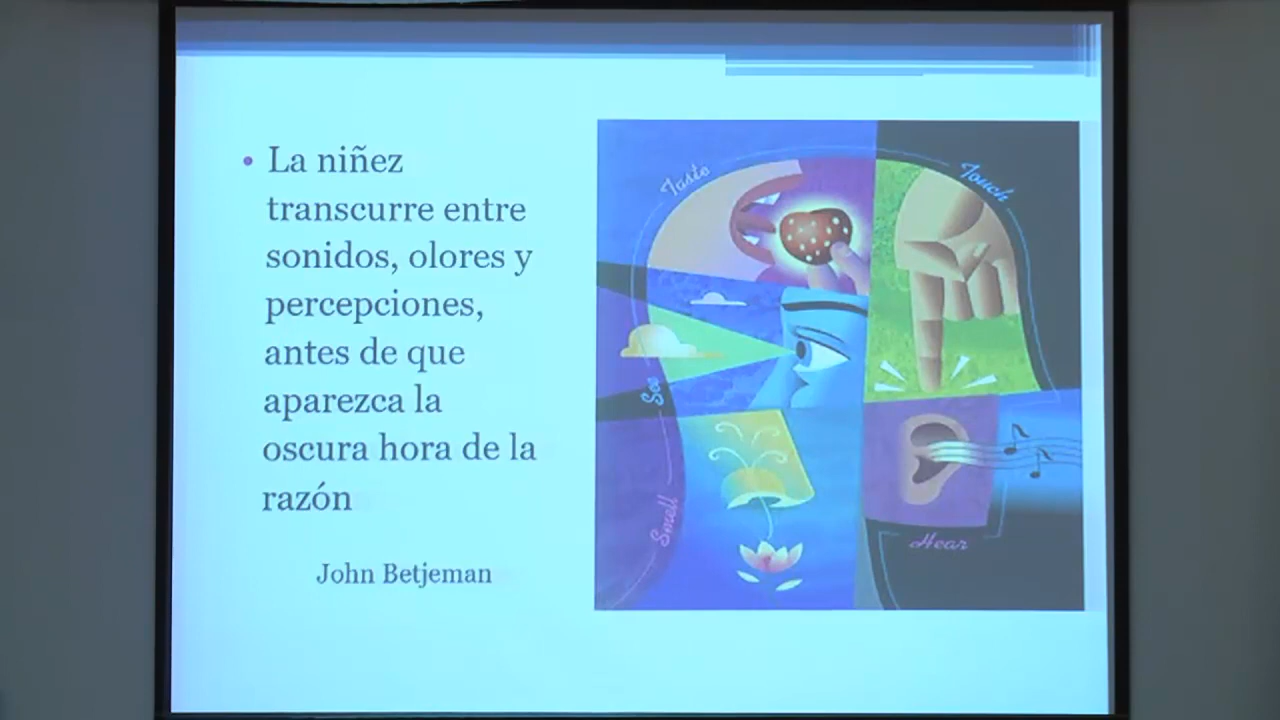 La niñez
transcurre entre
sonidos, olores y
percepciones,
antes de que
aparezca la
oscura hora de la
razón
John Betjeman
Taste
Touch
See
Smell
Hear